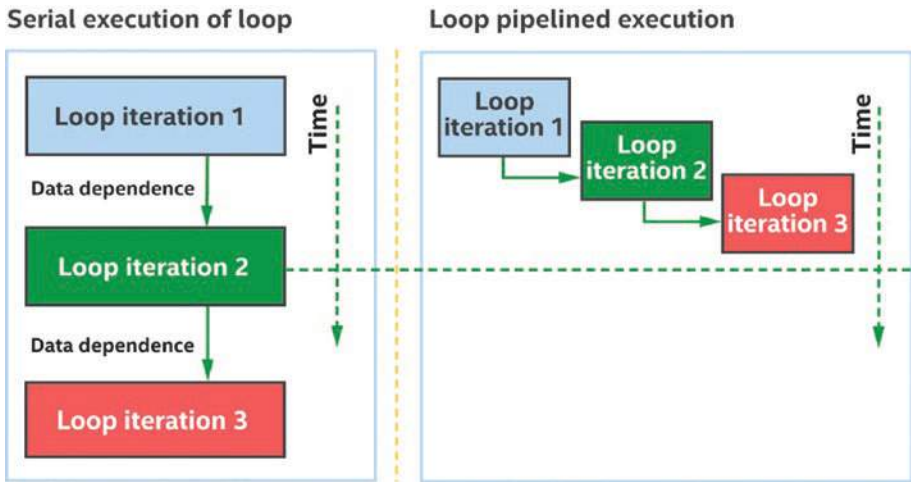 Serial execution of loop
Loop iteration 1
Data dependence
Loop iteration 2
Data dependence
Loop iteration 3
Time
Loop pipelined execution
Loop
iteration 1
Loop
iteration 2
Loop
iteration 3
Time